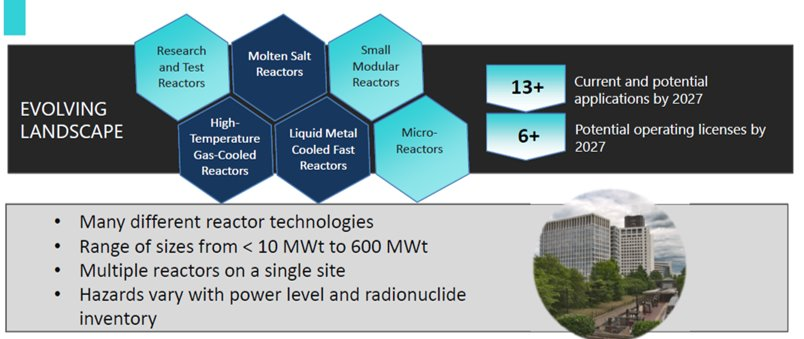 EVOLVING
LANDSCAPE
Research
and Test
Reactors
Molten Salt
Reactors
Small
Modular
Reactors
High-
Temperature
Gas-Cooled
Reactors
Liquid Metal
Cooled Fast
Reactors
Micro-
Reactors
13+
Current and potential
applications by 2027
6+
Potential operating licenses by
2027
• Many different reactor technologies
• Range of sizes from < 10 MWt to 600 MWt
• Multiple reactors on a single site
• Hazards vary with power level and radionuclide
inventory